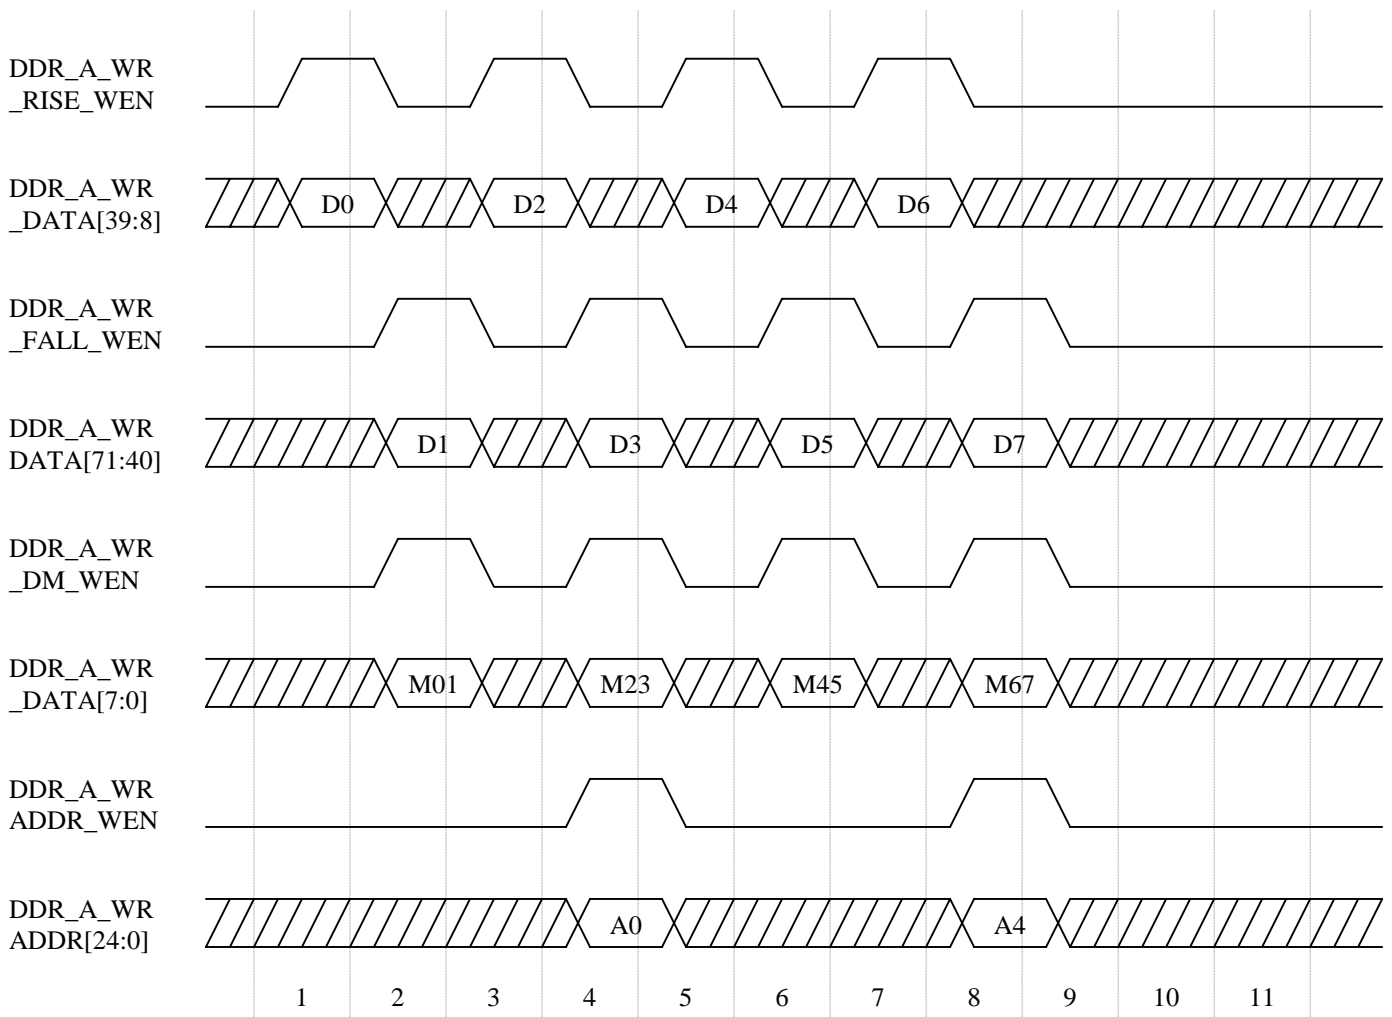 DDR_A_WR
_RISE_WEN
DDR_A_WR
_DATA[39:8]
D0 D2 D4 D6
DDR_A_WR
_FALL_WEN
DDR_A_WR
DATA[71:40]
D1 D3 D5 D7
DDR_A_WR
_DM_WEN
DDR_A_WR
_DATA[7:0]
M01 M23 M45 M67
DDR_A_WR
ADDR_WEN
DDR_A_WR
ADDR[24:0]
A0 A4
1 2 3 4 5 6 7 8 9 10 11